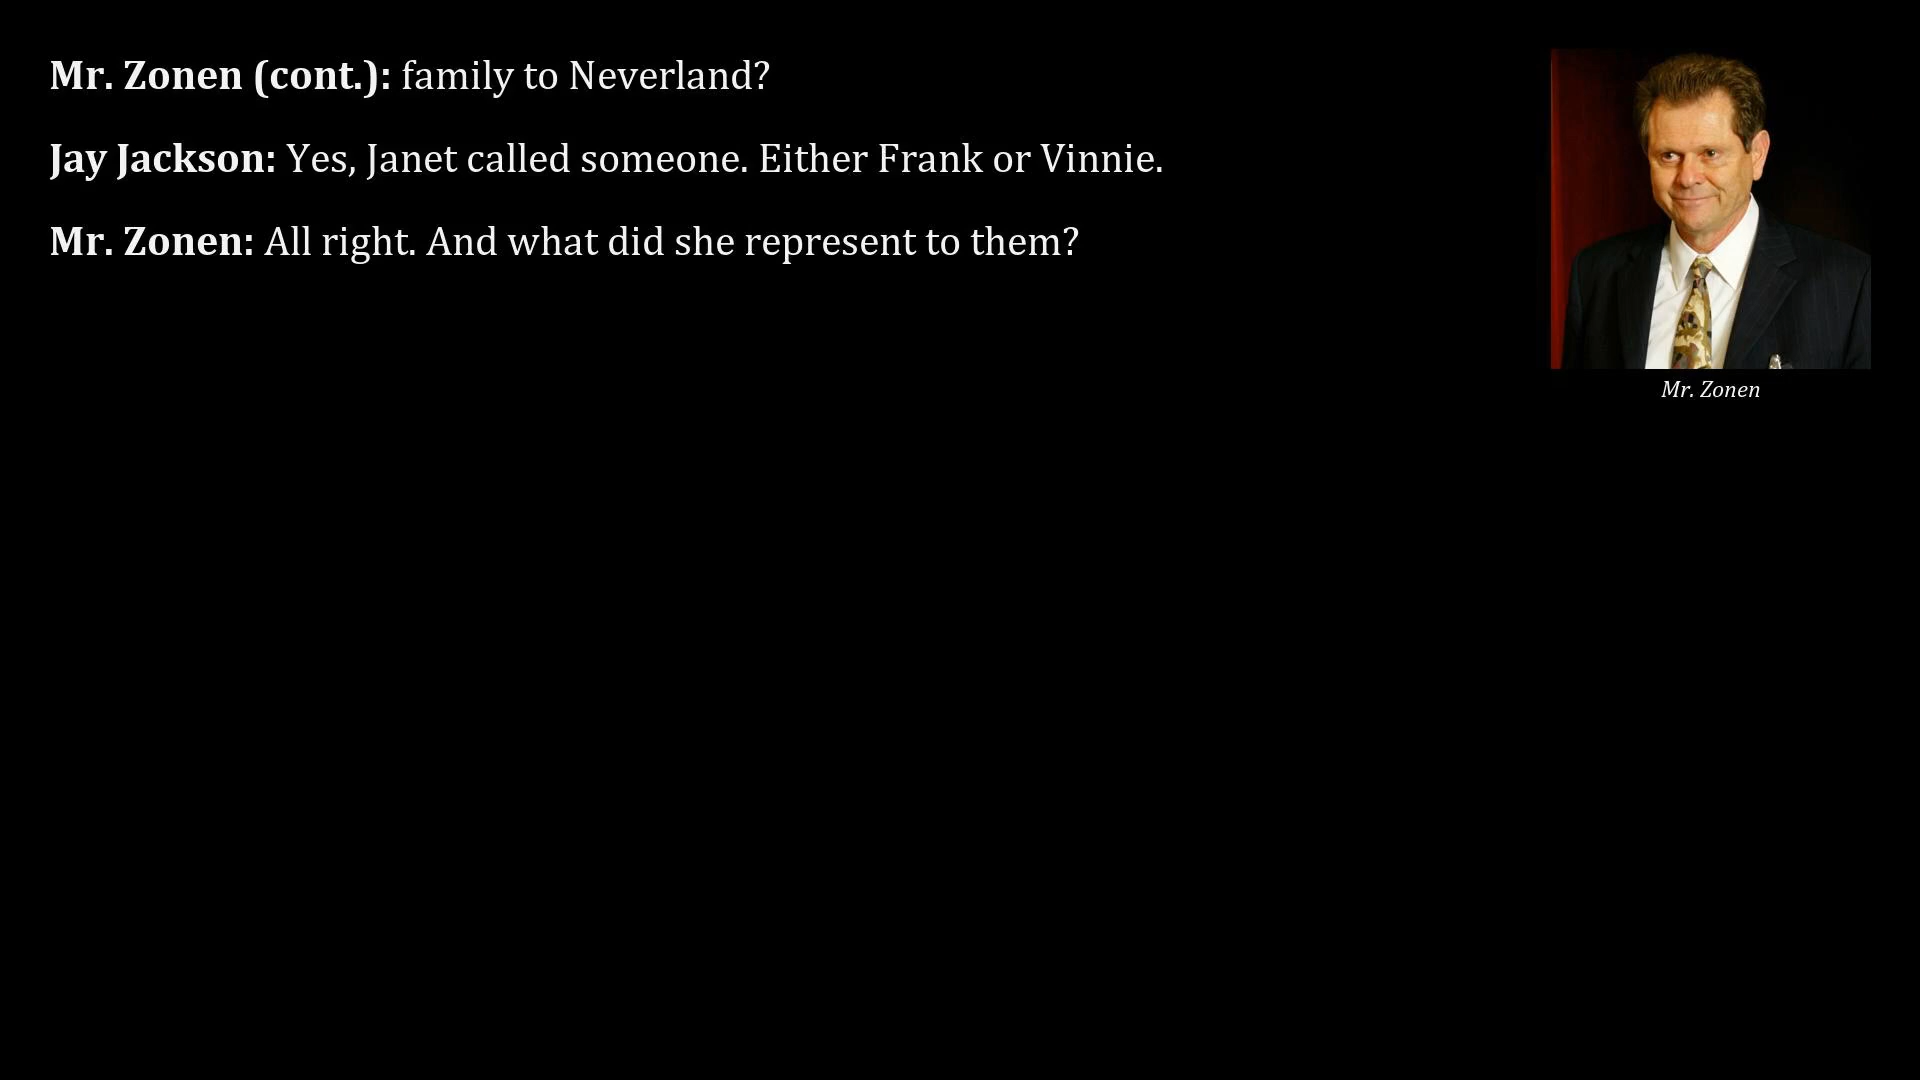 Mr. Zonen (cont.): family to Neverland?
Jay Jackson: Yes, Janet called someone. Either Frank or Vinnie.
Mr. Zonen: All right. And what did she represent to them?
Mr. Zonen